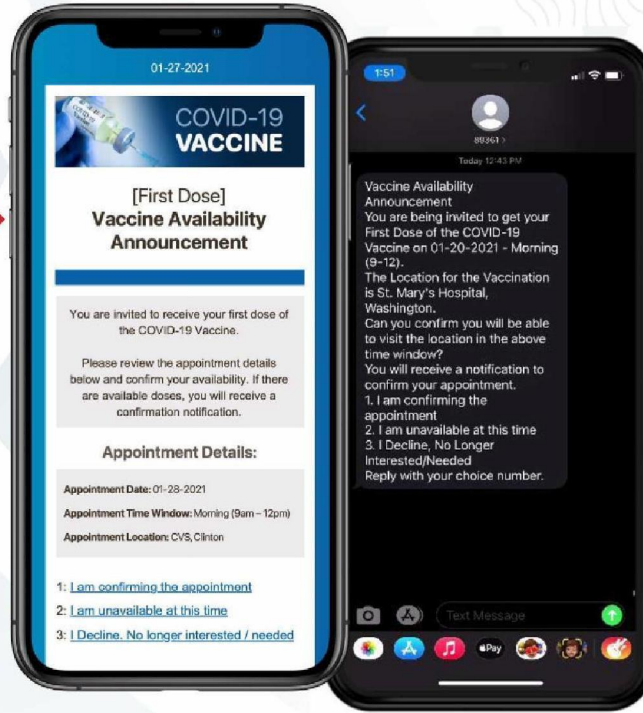 01-27-2021
COVID-19
VACCINE
[First Dose]
Vaccine Availability
Announcement
You are invited to receive your first dose of
the COVID-19 Vaccine.
Please review the appointment details
below and confirm your availability. If there
are available doses, you will receive a
confirmation notification.
Appointment Details:
Appointment Date: 01-28-2021
Appointment Time Window: Morning (9am – 12pm)
Appointment Location: CVS, Clinton
1: I am confirming the appointment
2: I am unavailable at this time
3: I Decline. No longer interested / needed
1:51
89361 >
Today 12:43 PM
Vaccine Availability
Announcement
You are being invited to get your
First Dose of the COVID-19
Vaccine on 01-20-2021 - Morning
(9-12).
The Location for the Vaccination
is St. Mary's Hospital,
Washington.
Can you confirm you will be able
to visit the location in the above
time window?
You will receive a notification to
confirm your appointment.
1. I am confirming the
appointment
2. I am unavailable at this time
3. I Decline, No Longer
Interested/Needed
Reply with your choice number.
Text Message
Pay